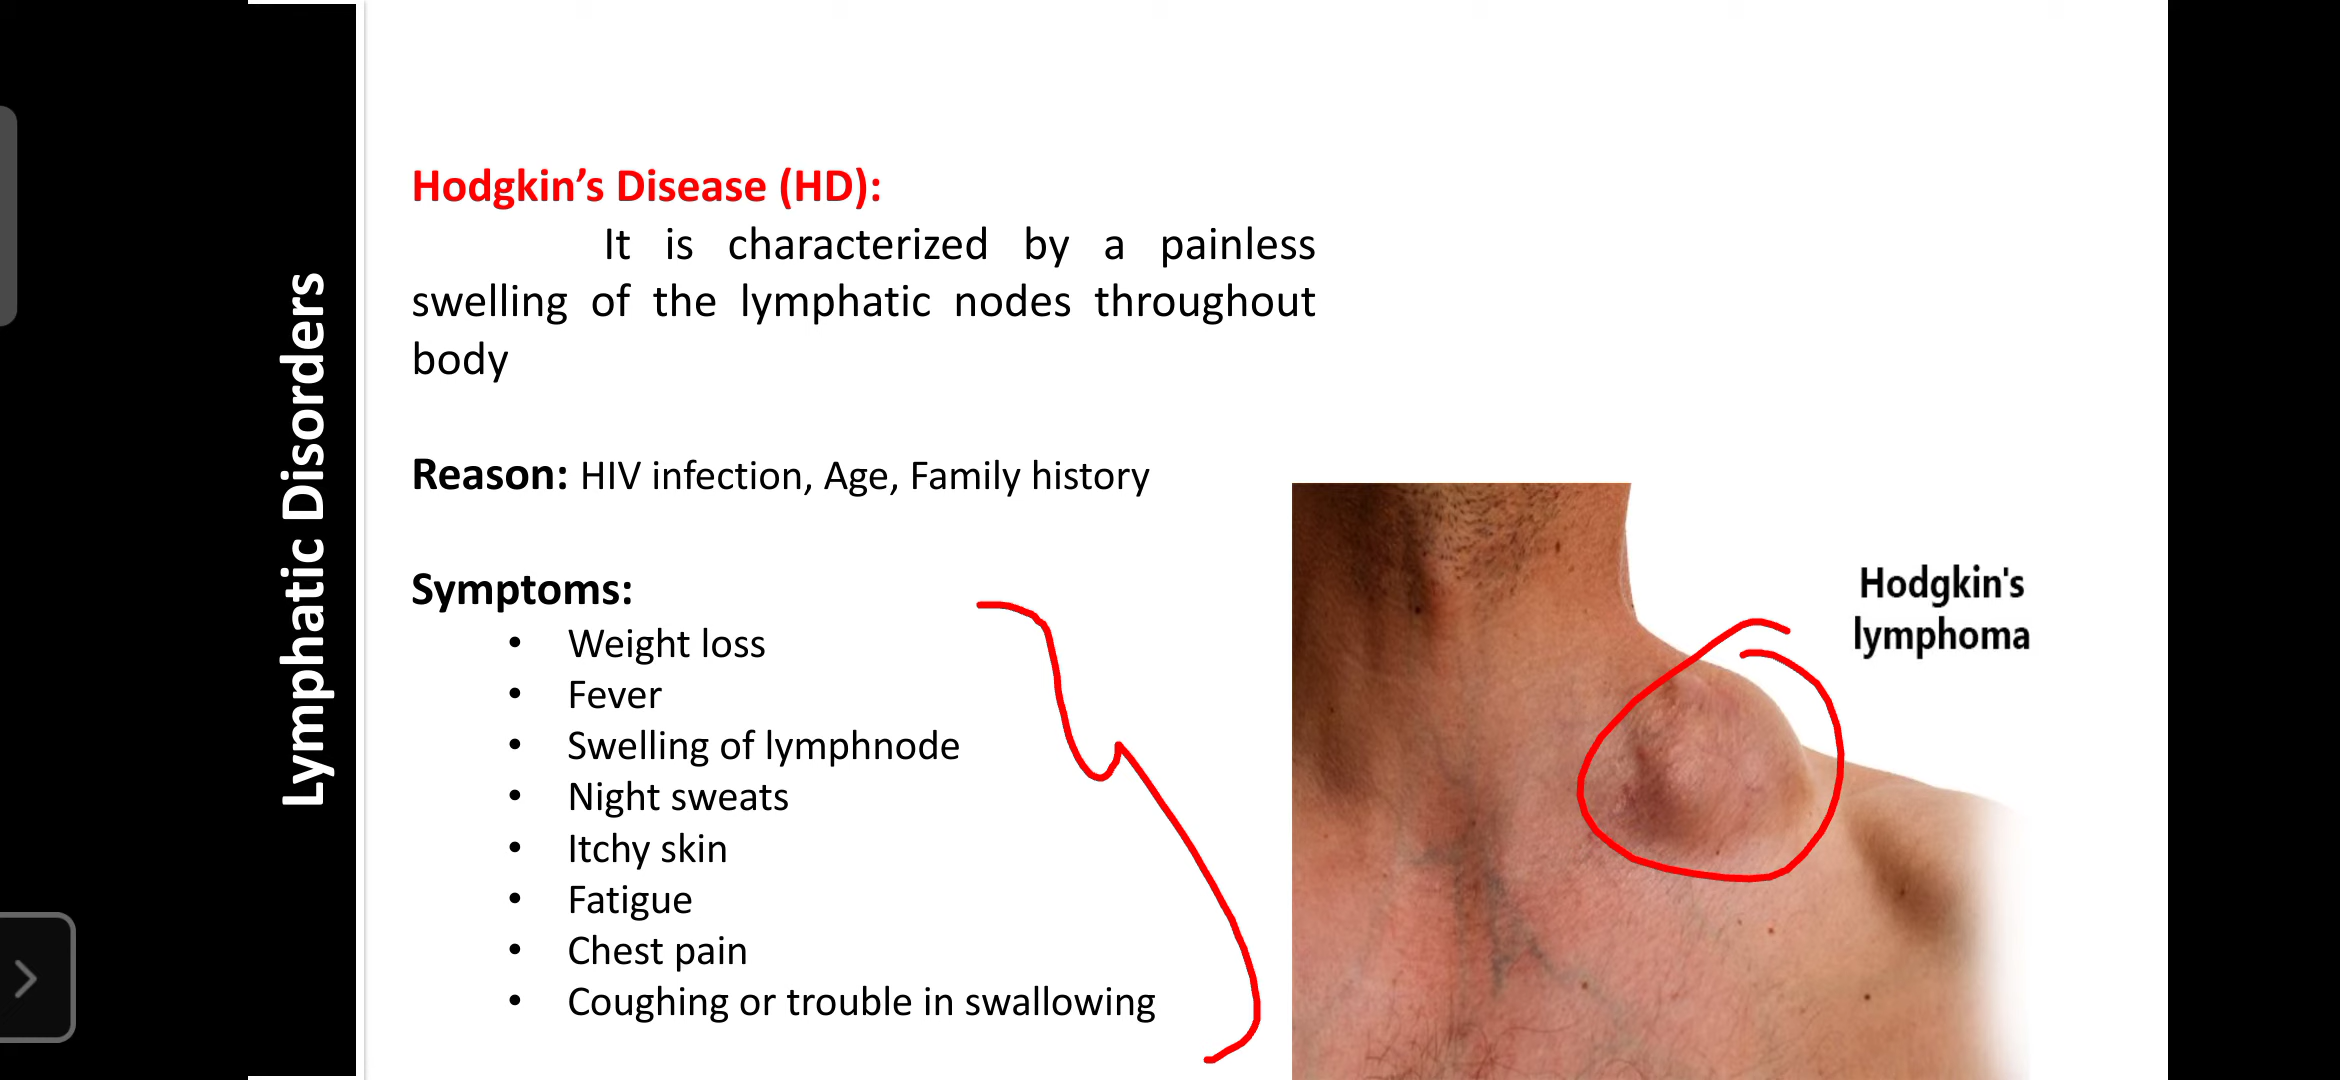 Lymphatic Disorders
Hodgkin’s Disease (HD):
It is characterized by a painless
swelling of the lymphatic nodes throughout
body
Reason: HIV infection, Age, Family history
Symptoms:
• Weight loss
• Fever
• Swelling of lymphnode
• Night sweats
• Itchy skin
• Fatigue
• Chest pain
• Coughing or trouble in swallowing
Hodgkin's
lymphoma